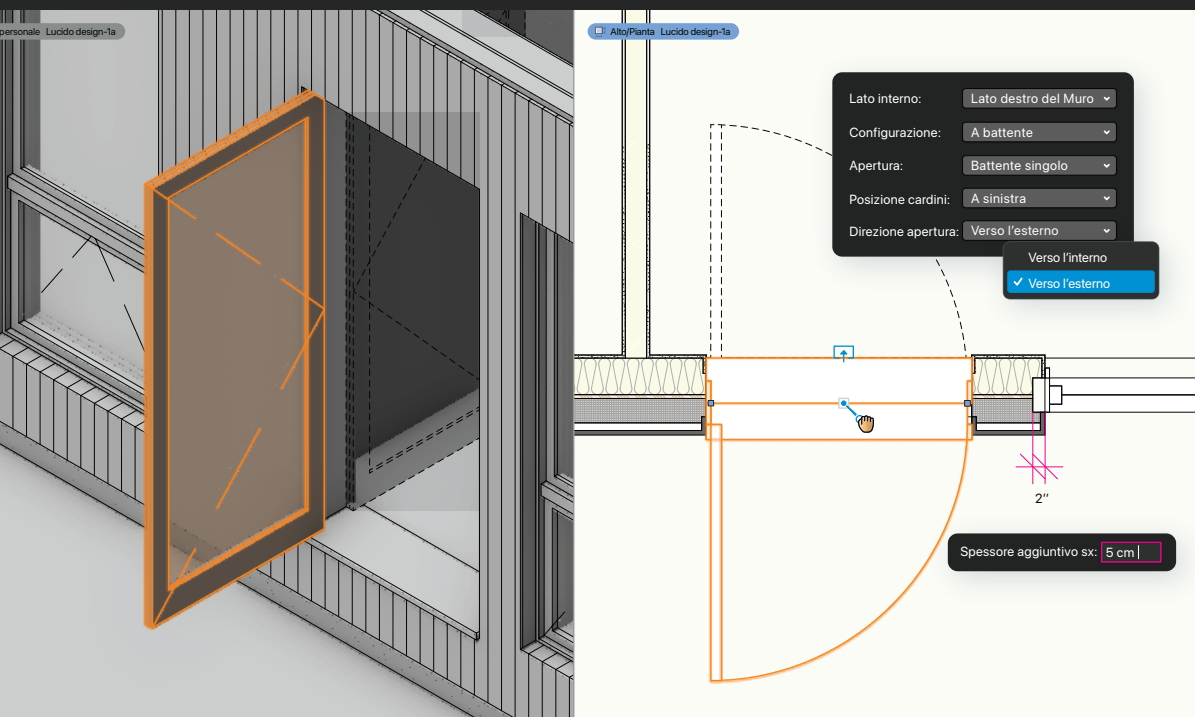 personale Lucido design-1a
Alto/Pianta Lucido design-1a
Lato interno: Lato destro del Muro
Configurazione: A battente
Apertura: Battente singolo
Posizione cardini: A sinistra
Direzione apertura: Verso l'esterno
Verso l'interno
Verso l'esterno
2″
Spessore aggiuntivo sx: 5 cm